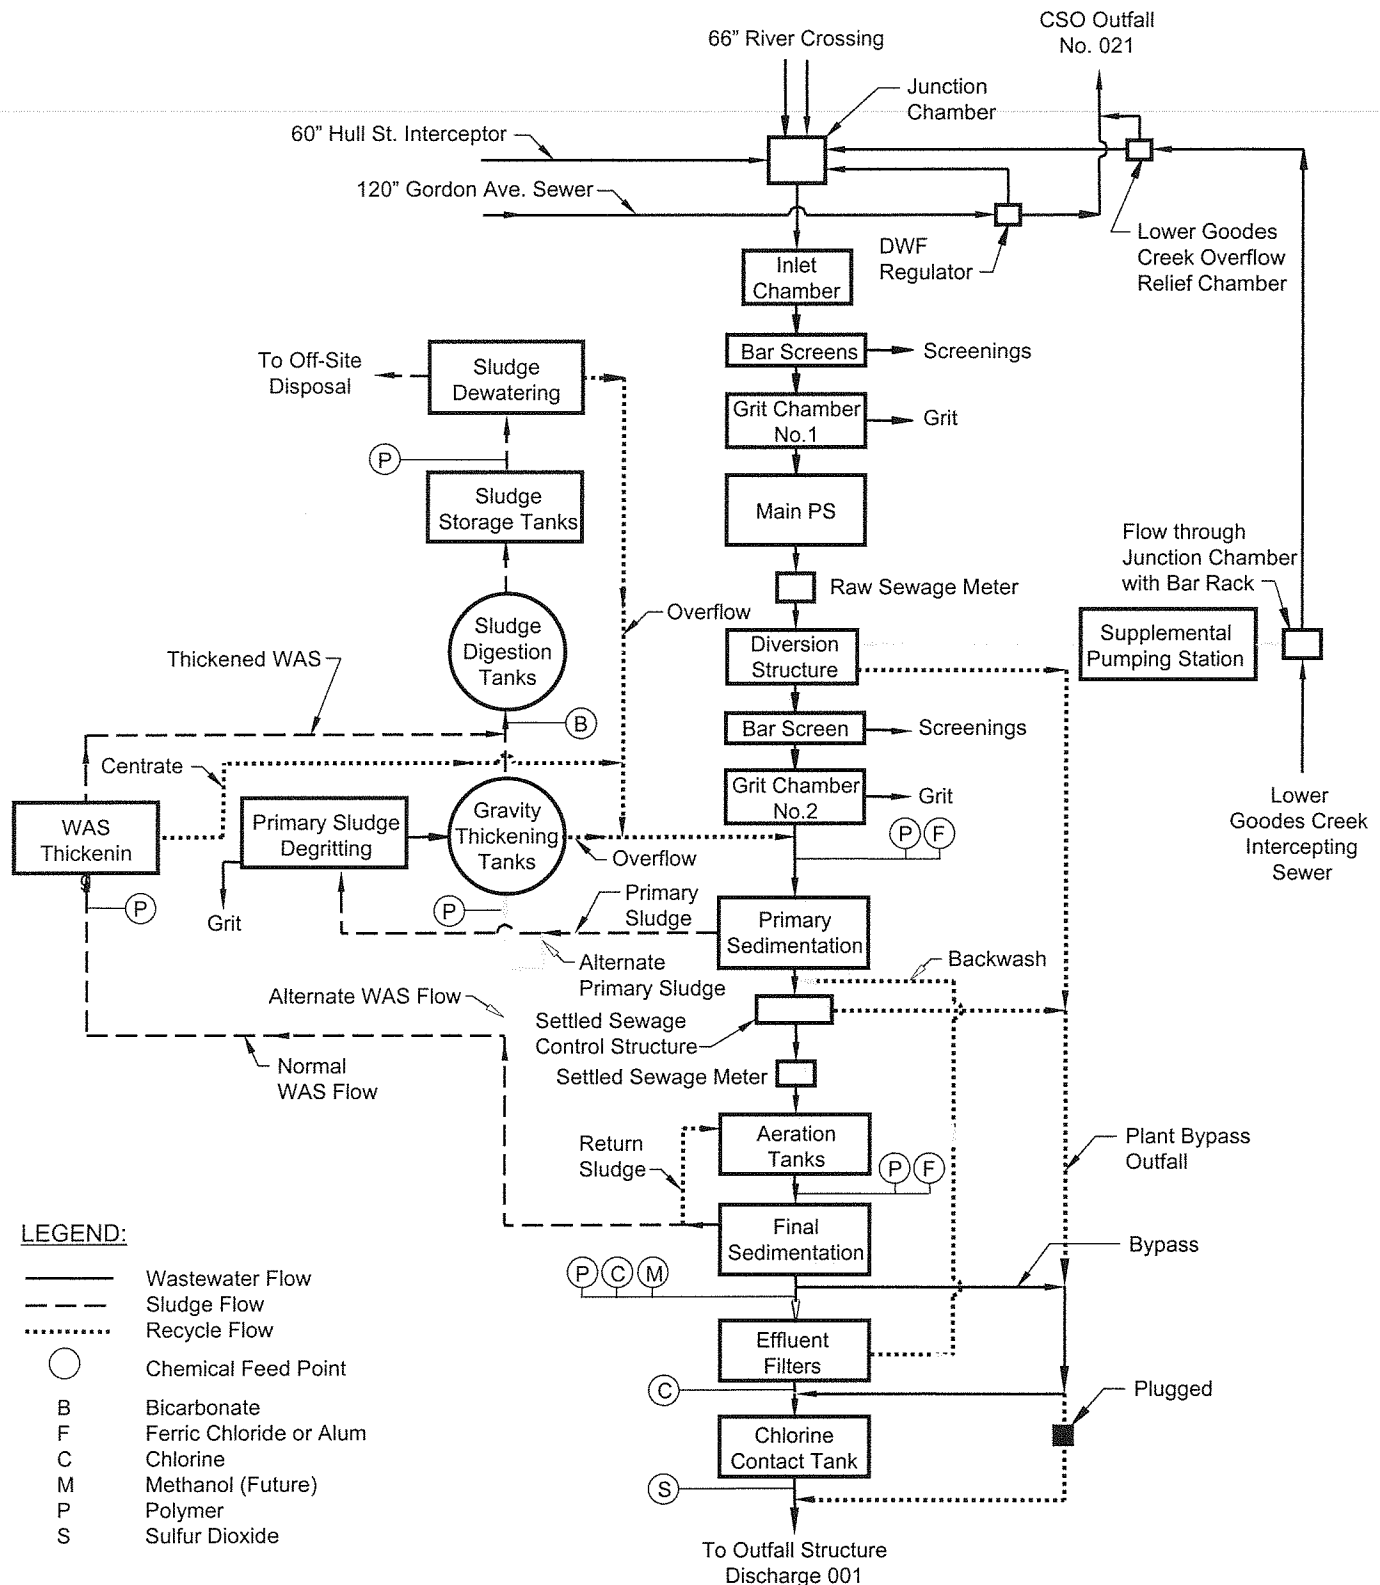 CSO Outfall
No. 021
66" River Crossing
Junction
Chamber
60" Hull St. Interceptor
120" Gordon Ave. Sewer
DWF
Regulator
Lower Goodes
Creek Overflow
Relief Chamber
Inlet
Chamber
Bar Screens
Screenings
To Off-Site
Disposal
Sludge
Dewatering
Grit Chamber
No.1
Grit
P
Sludge
Storage Tanks
Main PS
Flow through
Junction Chamber
with Bar Rack
Raw Sewage Meter
Overflow
Sludge
Digestion
Tanks
Diversion
Structure
Supplemental
Pumping Station
Thickened WAS
B
Bar Screen
Screenings
Centrate
Grit Chamber
No.2
Grit
Lower
Goodes Creek
Intercepting
Sewer
WAS
Thickenin
g
Primary Sludge
Degritting
Gravity
Thickening
Tanks
Overflow
P
F
P
Grit
P
Primary
Sludge
Primary
Sedimentation
Alternate
Primary Sludge
Backwash
Alternate WAS Flow
Settled Sewage
Control Structure
Normal
WAS Flow
Settled Sewage Meter
Return
Sludge
Aeration
Tanks
P
F
Plant Bypass
Outfall
Final
Sedimentation
Bypass
P
C
M
Effluent
Filters
C
Plugged
Chlorine
Contact Tank
S
To Outfall Structure
Discharge 001
LEGEND:
Wastewater Flow
Sludge Flow
Recycle Flow
Chemical Feed Point
B Bicarbonate
F Ferric Chloride or Alum
C Chlorine
M Methanol (Future)
P Polymer
S Sulfur Dioxide